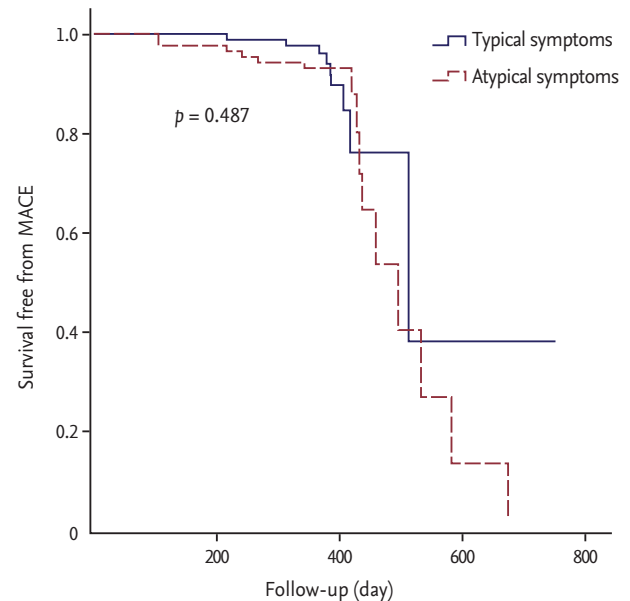 Typical symptoms
Atypical symptoms
p = 0.487
Survival free from MACE
1.0
0.8
0.6
0.4
0.2
0
200 400 600 800
Follow-up (day)